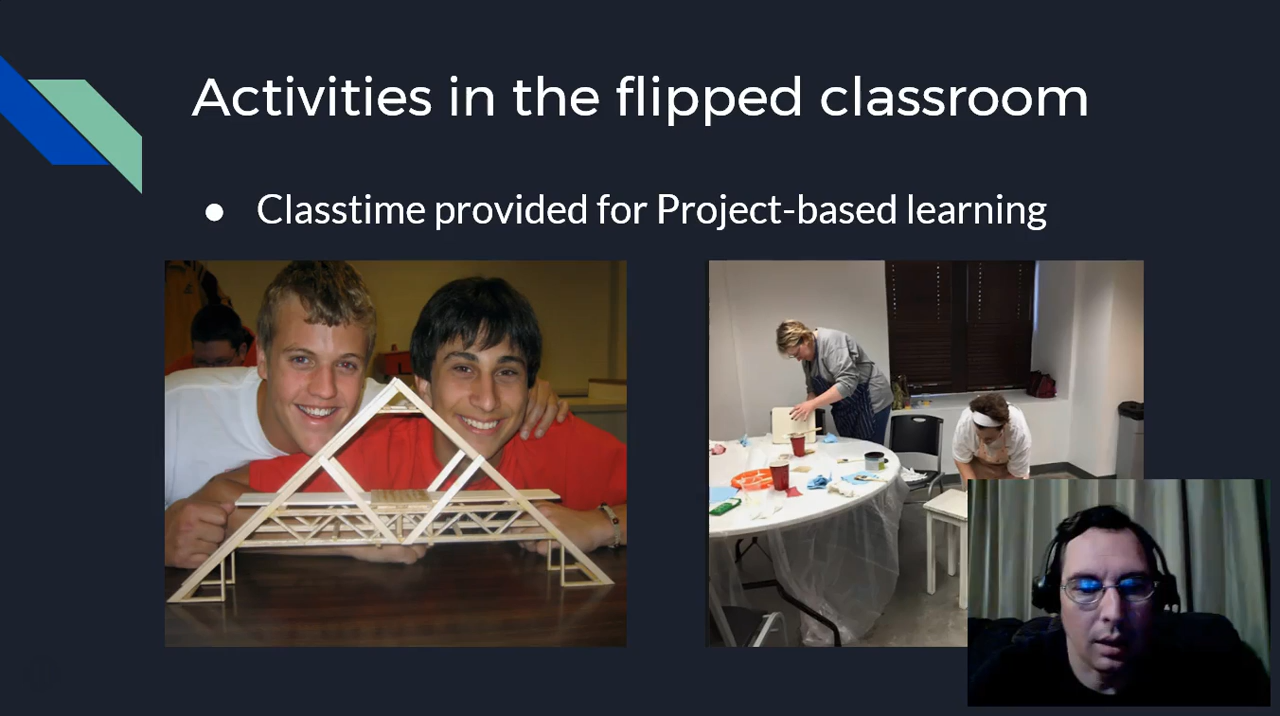 Activities in the flipped classroom
● Classtime provided for Project-based learning